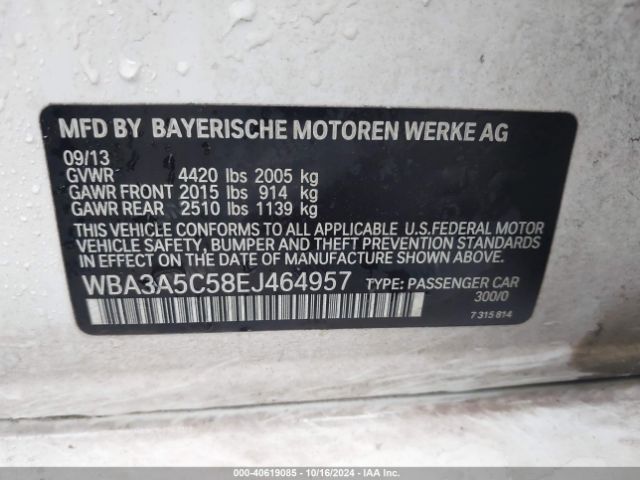 MFD BY BAYERISCHE MOTOREN WERKE AG
09/13
GVWR 4420 lbs 2005 kg
GAWR FRONT 2015 lbs 914 kg
GAWR REAR 2510 lbs 1139 kg
THIS VEHICLE CONFORMS TO ALL APPLICABLE U.S.FEDERAL MOTOR
VEHICLE SAFETY, BUMPER AND THEFT PREVENTION STANDARDS
IN EFFECT ON THE DATE OF MANUFACTURE SHOWN ABOVE.
WBA3A5C58EJ464957 TYPE: PASSENGER CAR
300/0
7 315 814
000-40619085 - 10/16/2024 - IAA Inc.